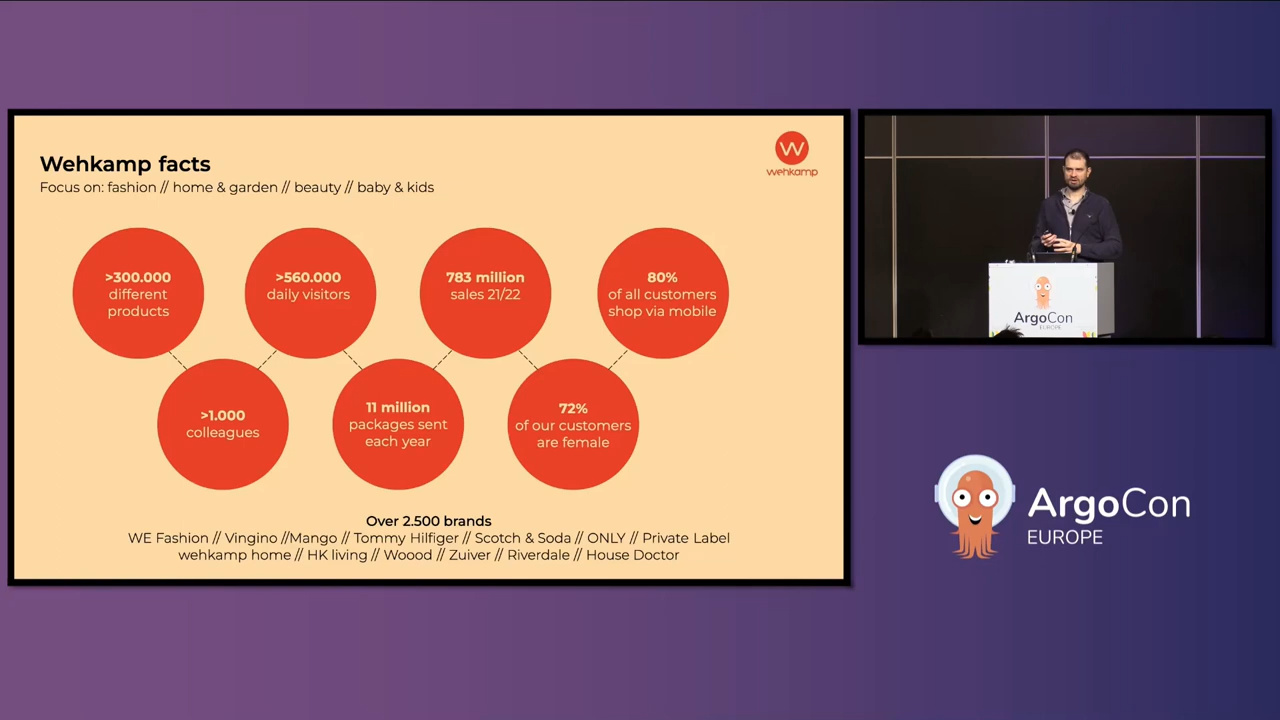 Wehkamp facts
Focus on: fashion // home & garden // beauty // baby & kids
wehkamp
>300.000
different
products
>560.000
daily visitors
783 million
sales 21/22
80%
of all customers
shop via mobile
>1.000
colleagues
11 million
packages sent
each year
72%
of our customers
are female
Over 2.500 brands
WE Fashion // Vingino //Mango // Tommy Hilfiger // Scotch & Soda // ONLY // Private Label
wehkamp home // HK living // Woood // Zuiver // Riverdale // House Doctor
ArgoCon
EUROPE
ArgoCon
EUROPE